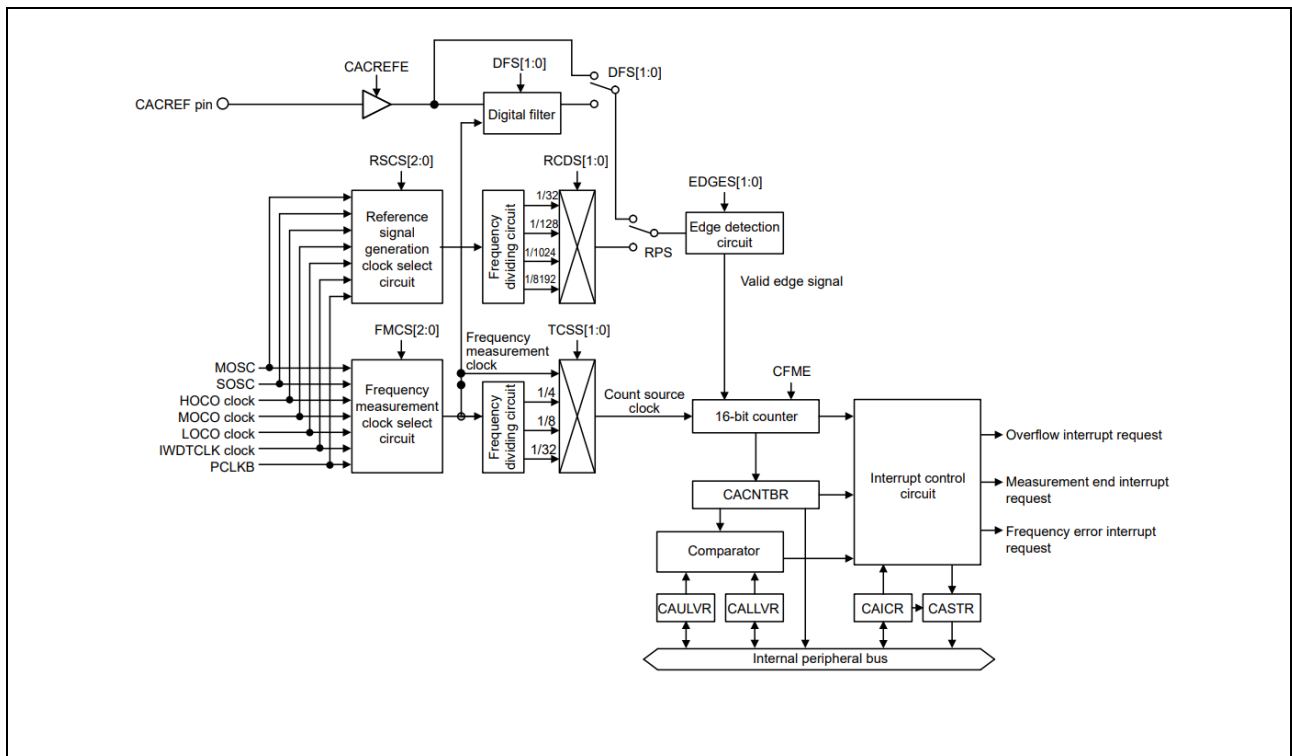 CACREFE
DFS[1:0]
DFS[1:0]
CACREF pin
Digital filter
RSCS[2:0]
RCDS[1:0]
EDGES[1:0]
Reference
signal
generation
clock select
circuit
Frequency
dividing circuit
1/32
1/128
1/1024
1/8192
RPS
Edge detection
circuit
Valid edge signal
FMCS[2:0]
Frequency
measurement
clock
TCSS[1:0]
CFME
MOSC
SOSC
HOCO clock
MOCO clock
LOCO clock
IWDTCLK clock
PCLKB
Frequency
measurement
clock select
circuit
Frequency
dividing circuit
1/4
1/8
1/32
Count source
clock
16-bit counter
Interrupt control
circuit
Overflow interrupt request
Measurement end interrupt
request
Frequency error interrupt
request
CACNTBR
Comparator
CAULVR
CALLVR
CAICR
CASTR
Internal peripheral bus